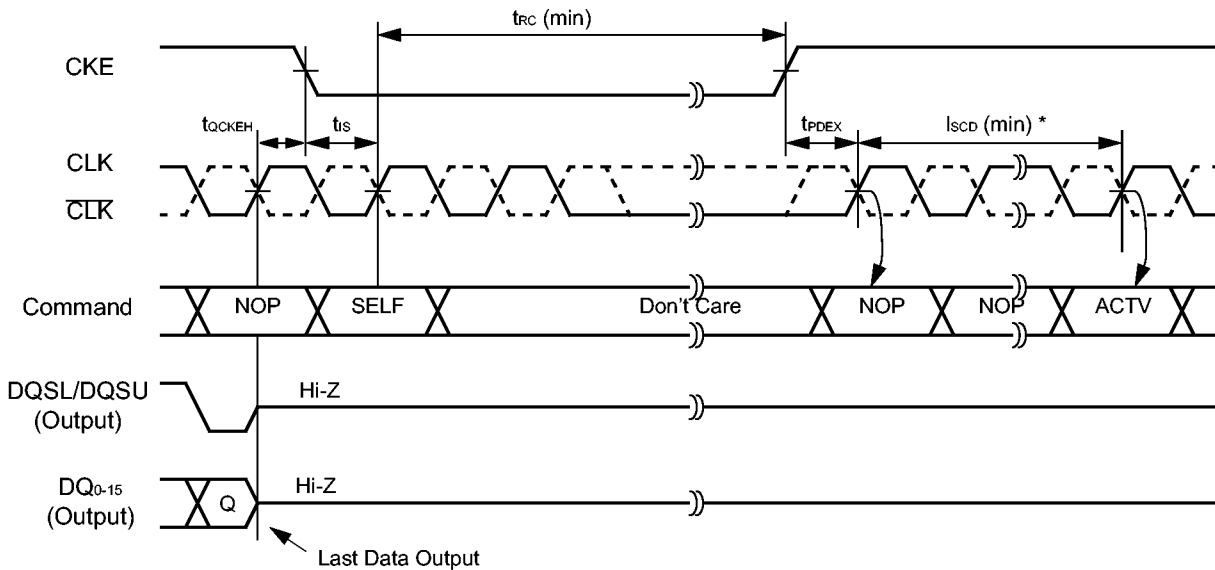 tRC (min)
CKE
tQCKEH
tIS
tPDEX
lSCD (min) *
CLK
CLK
Command
NOP
SELF
Don't Care
NOP
NOP
ACTV
DQSL/DQSU
(Output)
Hi-Z
DQ0-15
(Output)
Q
Hi-Z
Last Data Output